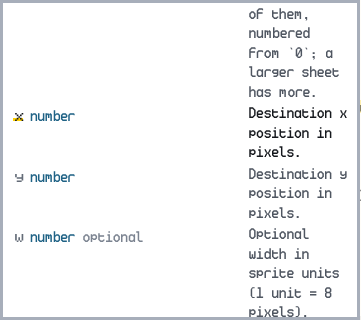 of them,
numbered
from `0`; a
larger sheet
has more.
x number Destination x
position in
pixels.
y number Destination y
position in
pixels.
w number optional Optional
width in
sprite units
(1 unit = 8
pixels).